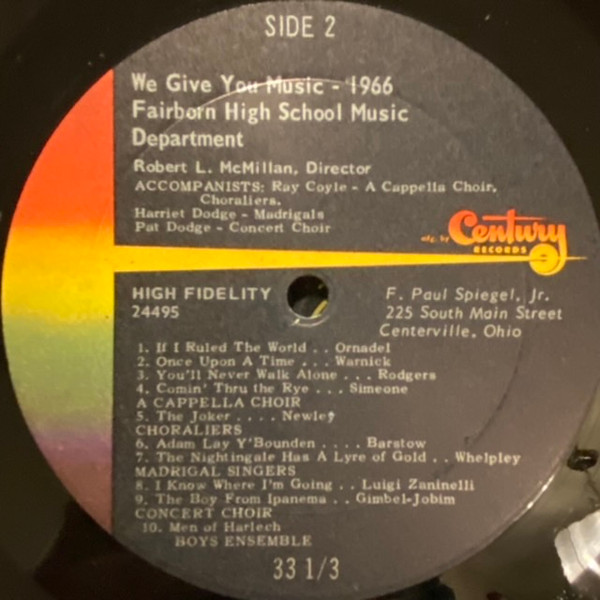 SIDE 2
We Give You Music - 1966
Fairborn High School Music
Department
Robert L. McMillan, Director
ACCOMPANISTS: Ray Coyle - A Cappella Choir,
Choraliers.
Harriet Dodge - Madrigals
Pat Dodge - Concert Choir
mfg. by Century
RECORDS
HIGH FIDELITY
24495
F. Paul Spiegel, Jr.
225 South Main Street
Centerville, Ohio
1. If I Ruled The World . . Ornadel
2. Once Upon A Time . . . Warnick
3. You'll Never Walk Alone . . . Rodgers
4. Comin' Thru the Rye . . . Simeone
A CAPPELLA CHOIR
5. The Joker . . . . Newley
CHORALIERS
6. Adam Lay Y'Bounden . . . . Barstow
7. The Nightingale Has A Lyre of Gold . . Whelpley
MADRIGAL SINGERS
8. I Know Where I'm Going . . Luigi Zaninelli
9. The Boy From Ipanema . . Gimbel-Jobim
CONCERT CHOIR
10. Men of Harlech
BOYS ENSEMBLE
33 1/3